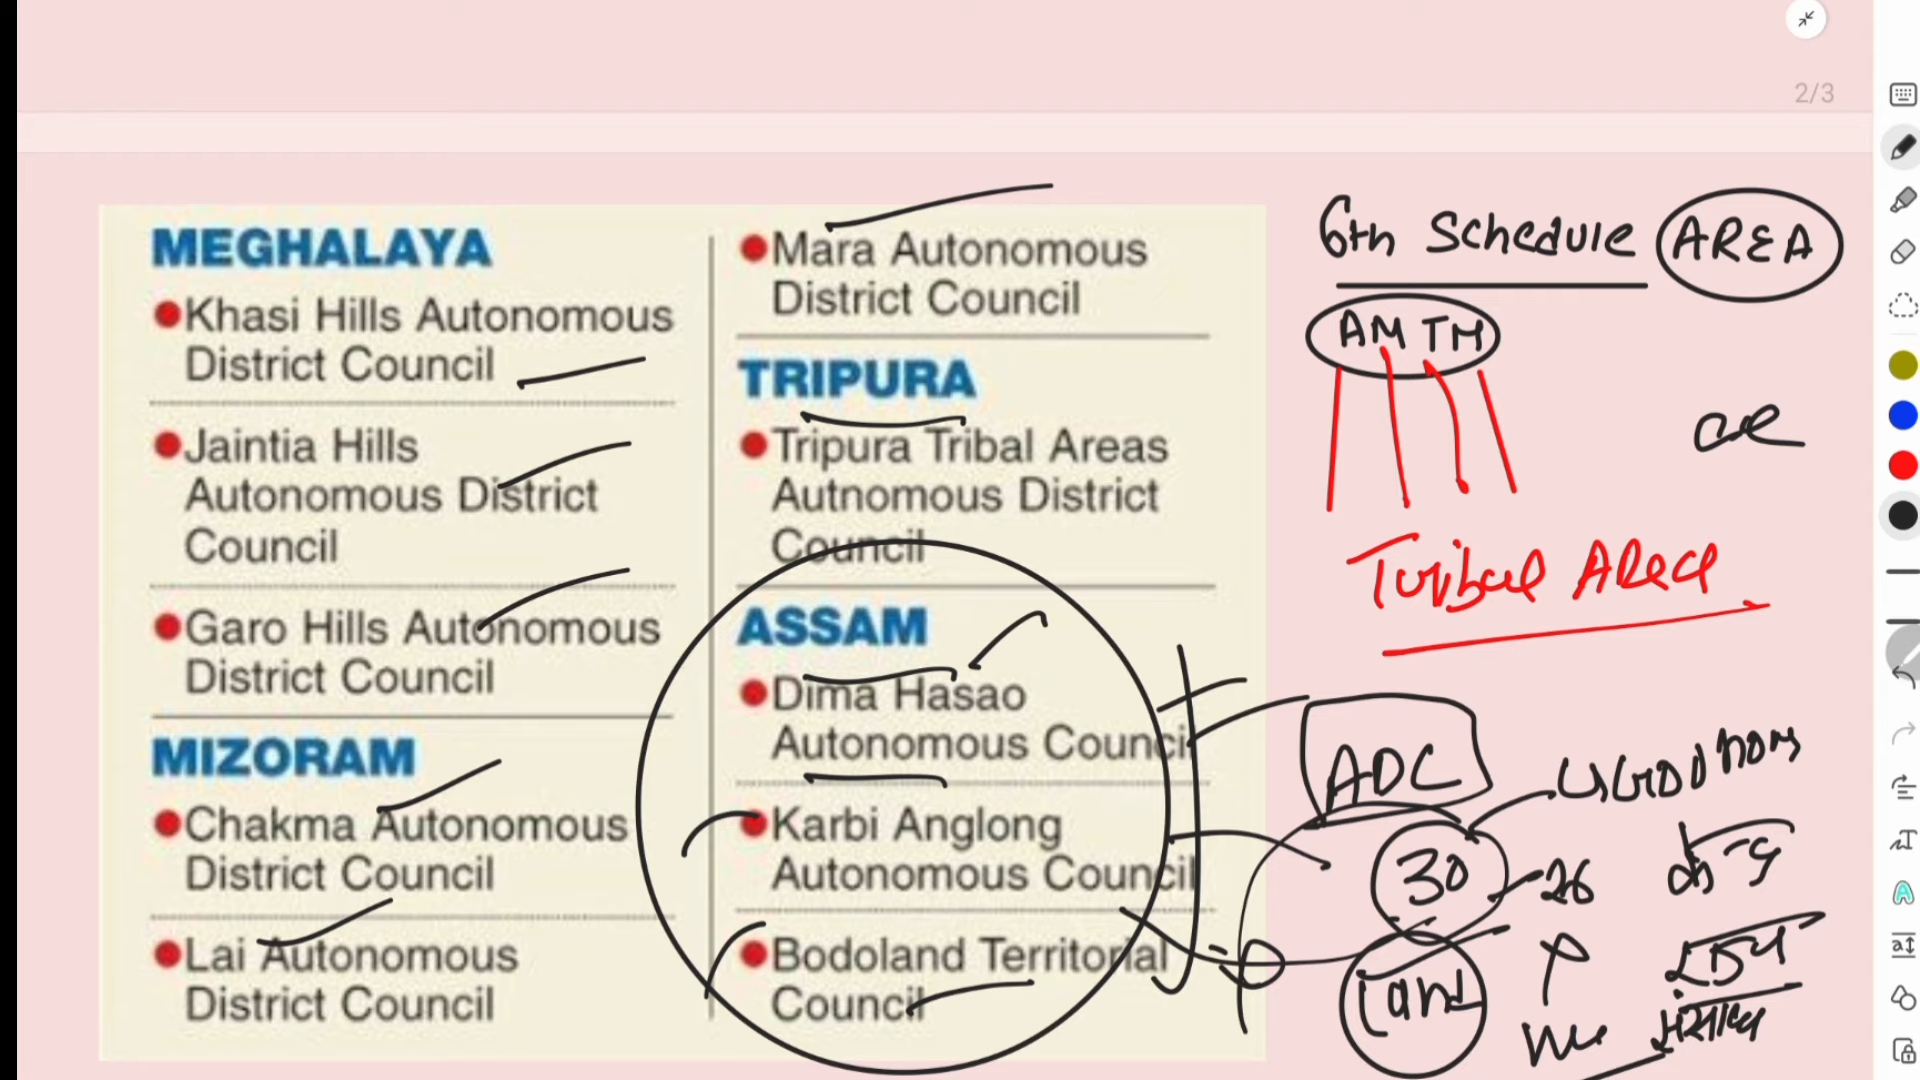 2/3
MEGHALAYA
Khasi Hills Autonomous
District Council
Jaintia Hills
Autonomous District
Council
Garo Hills Autonomous
District Council
MIZORAM
Chakma Autonomous
District Council
Lai Autonomous
District Council
Mara Autonomous
District Council
TRIPURA
Tripura Tribal Areas
Autnomous District
Council
ASSAM
Dima Hasao
Autonomous Council
Karbi Anglong
Autonomous Council
Bodoland Territorial
Council
6th Schedule AREA
AMTM
Tribal Area
ADC
30
26
Land